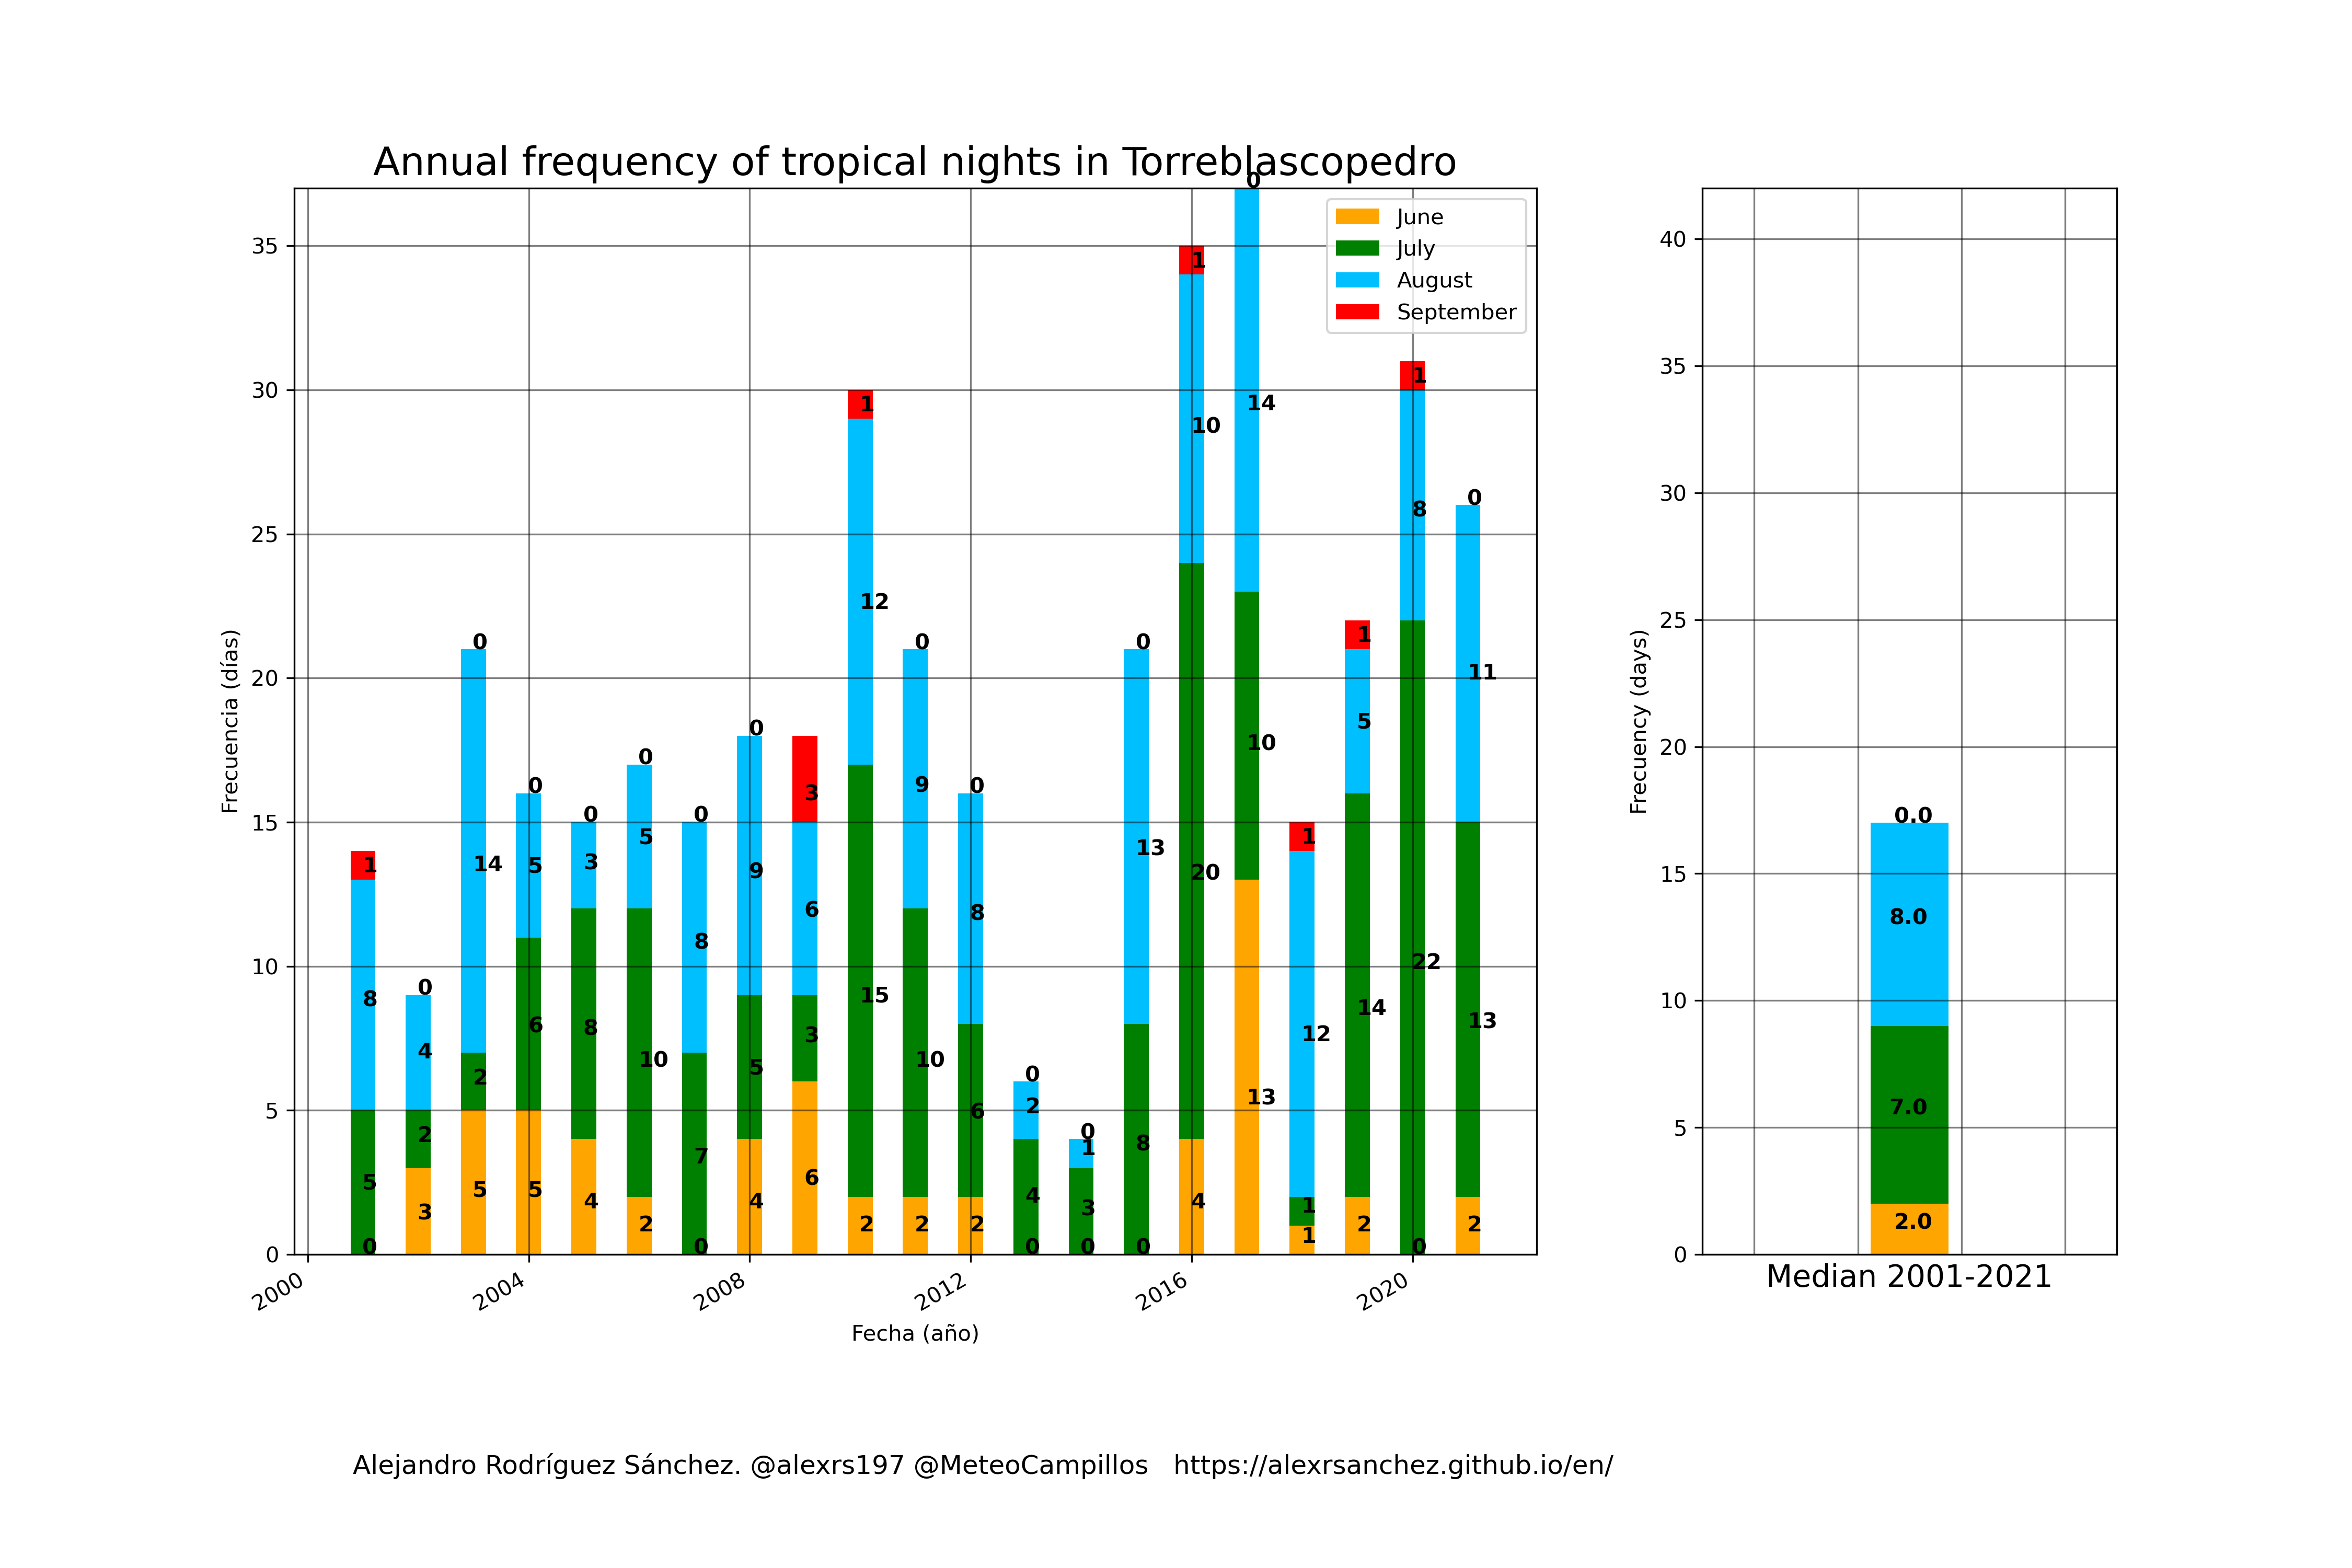 Annual frequency of tropical nights in Torreblascopedro
June
July
August
September
Frecuencia (días)
35
30
25
20
15
10
5
0
0 5 8 1
3 2 4 0
5 2 14 0
5 6 5 0
4 8 3 0
2 10 5 0
0 7 8 0
4 5 9 0
6 3 6 3
2 15 12 1
2 10 9 0
2 6 8 0
0 4 2 0
0 3 1 0
0 8 13 0
4 20 10 1
13 10 14 0
1 1 12 1
2 14 5 1
0 22 8 1
2 13 11 0
2000 2004 2008 2012 2016 2020
Fecha (año)
Frecuency (days)
40
35
30
25
20
15
10
5
0
0.0
8.0
7.0
2.0
Median 2001-2021
Alejandro Rodríguez Sánchez. @alexrs197 @MeteoCampillos https://alexrsanchez.github.io/en/